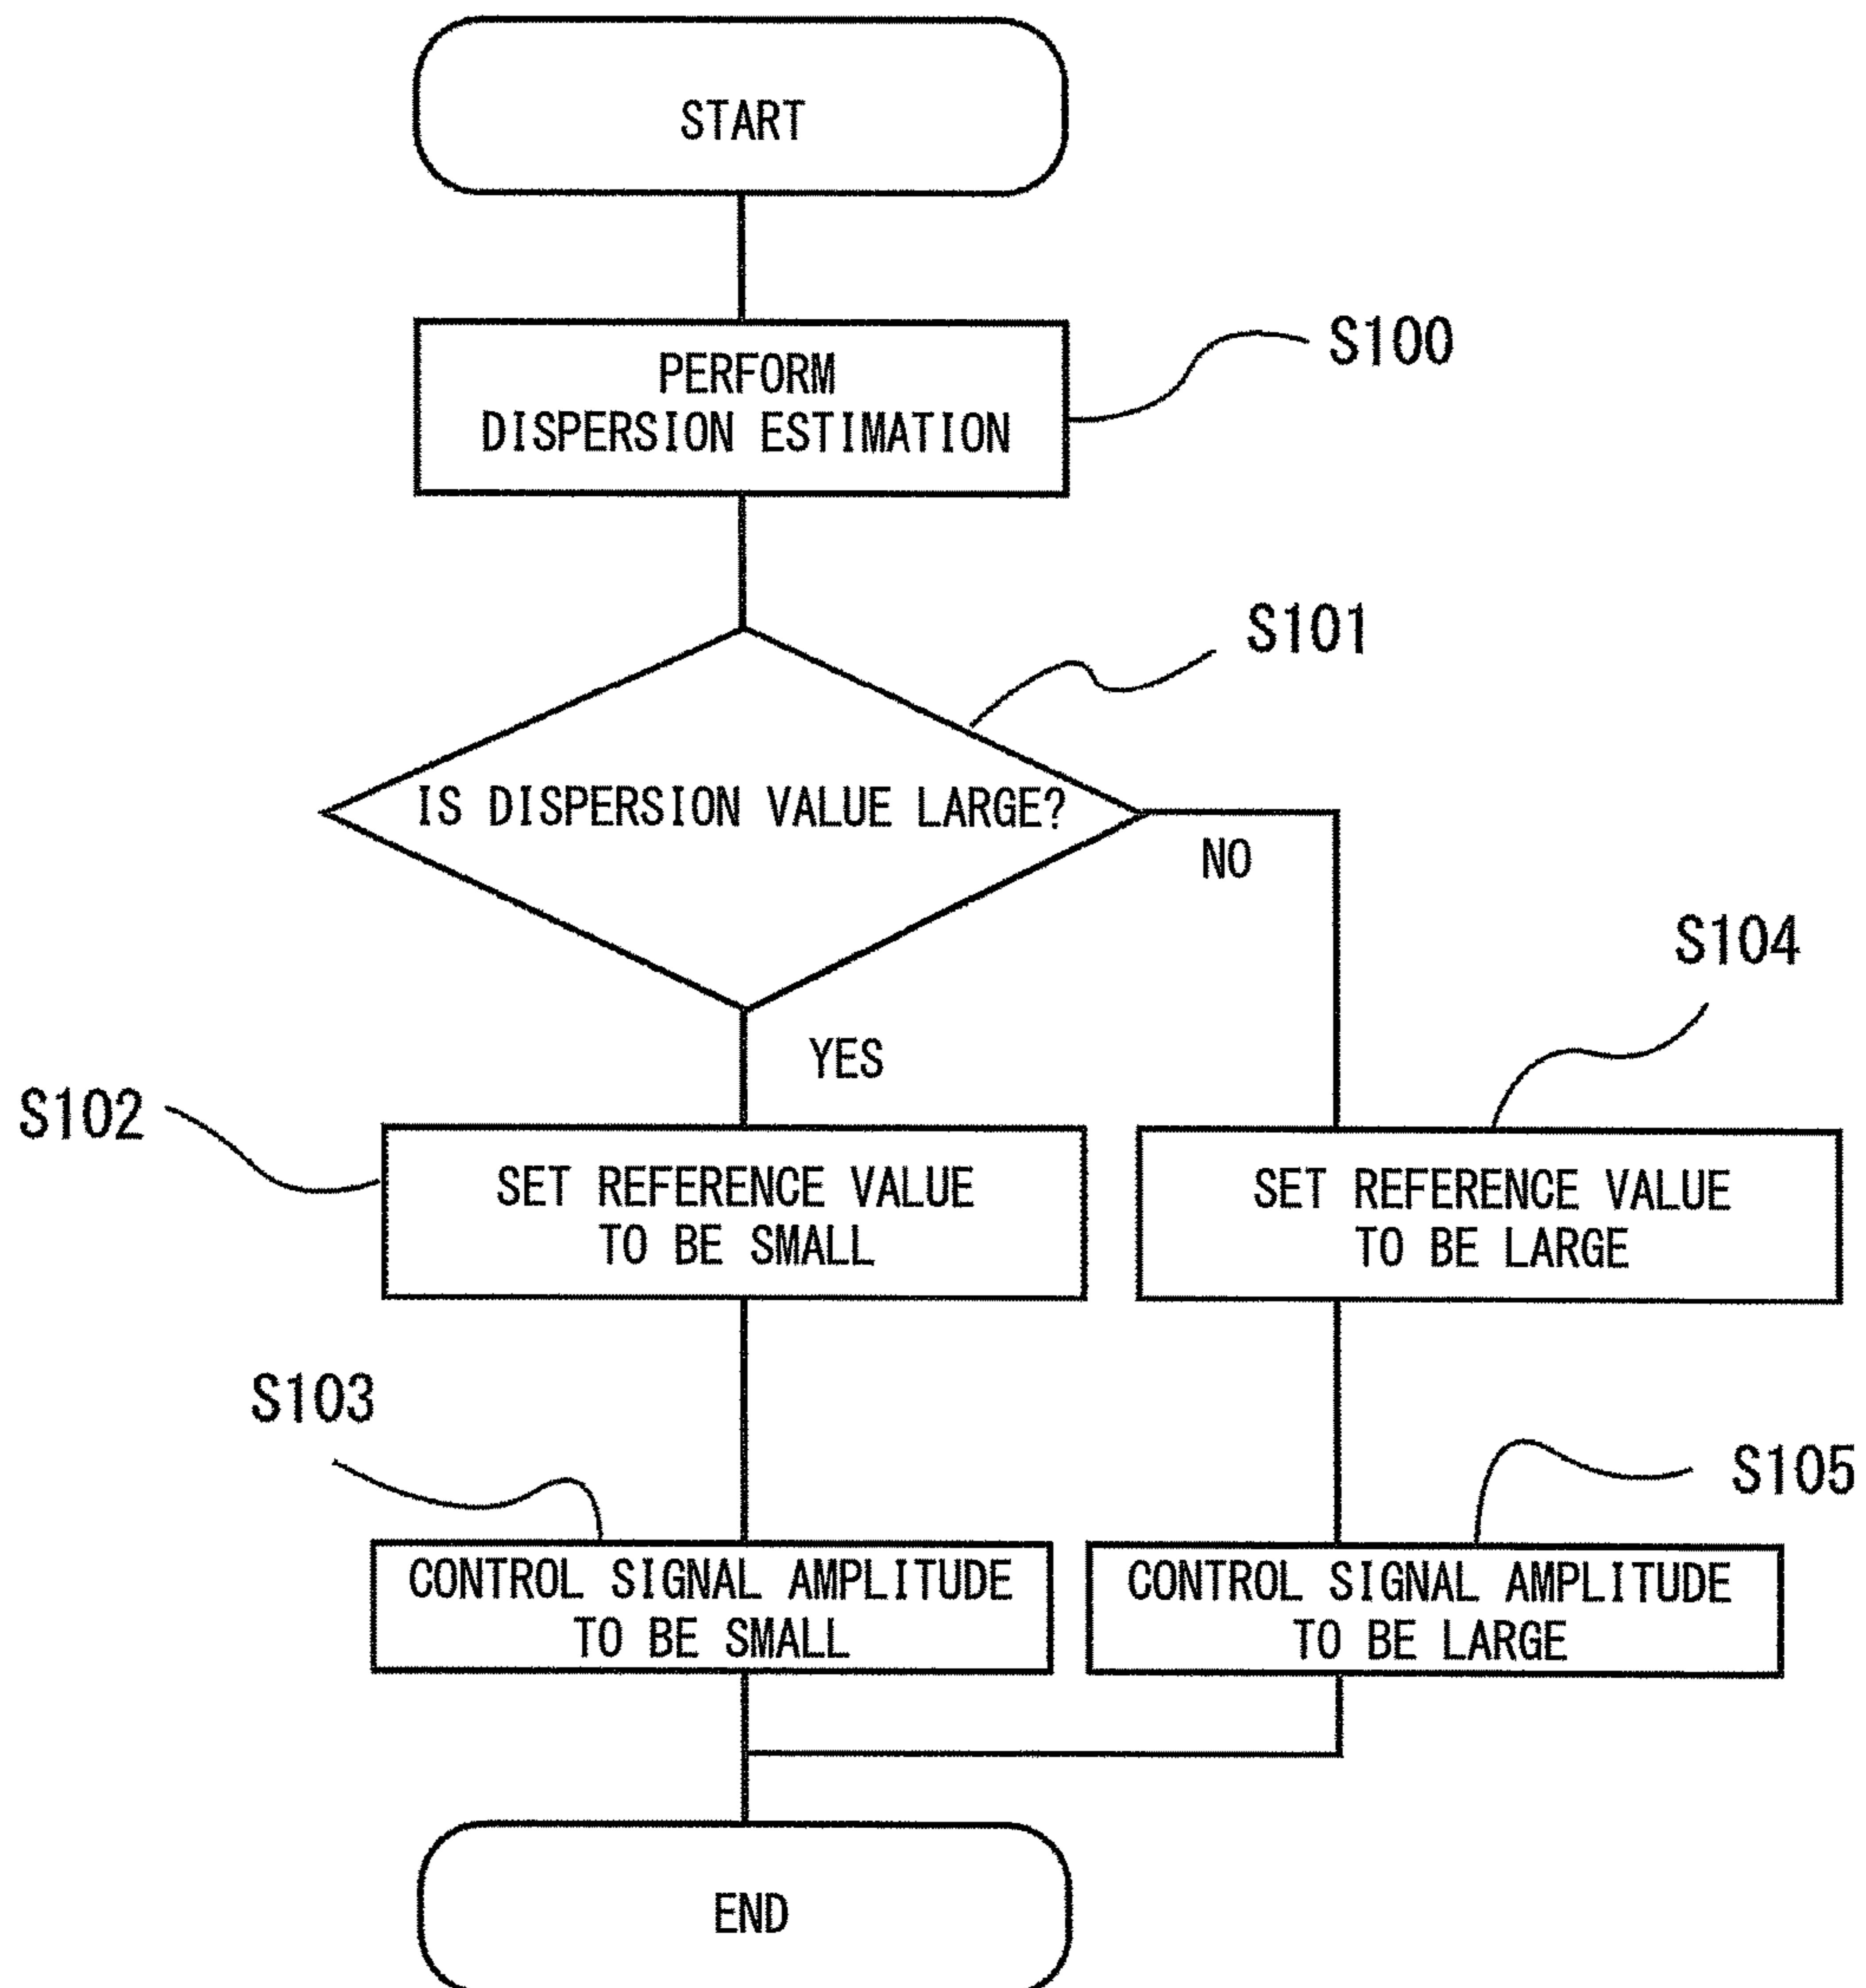 START
PERFORM
DISPERSION ESTIMATION
S100
S101
IS DISPERSION VALUE LARGE?
NO
YES
S104
S102
SET REFERENCE VALUE
TO BE SMALL
SET REFERENCE VALUE
TO BE LARGE
S103
S105
CONTROL SIGNAL AMPLITUDE
TO BE SMALL
CONTROL SIGNAL AMPLITUDE
TO BE LARGE
END